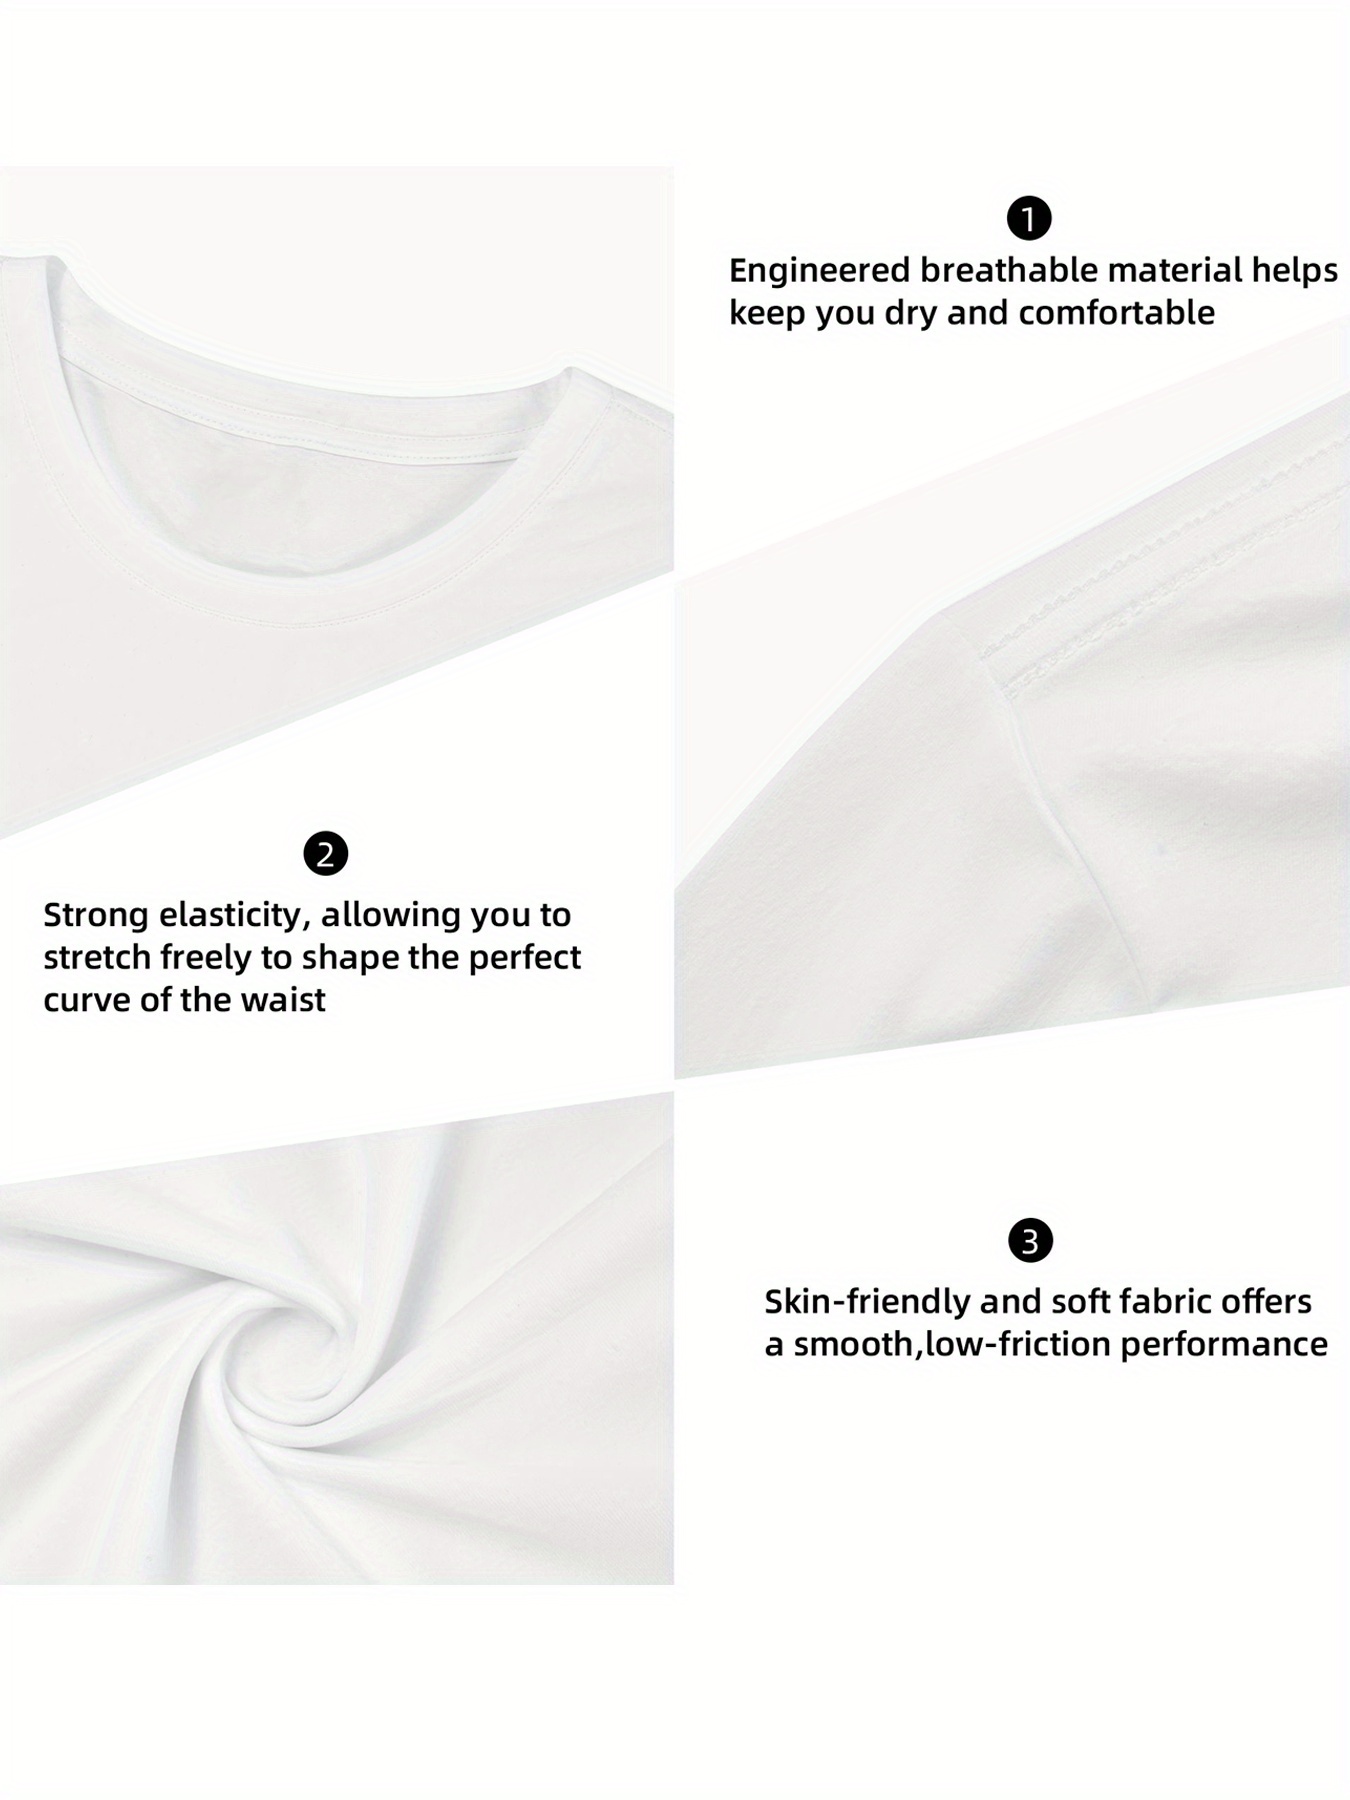 1
Engineered breathable material helps
keep you dry and comfortable
2
Strong elasticity, allowing you to
stretch freely to shape the perfect
curve of the waist
3
Skin-friendly and soft fabric offers
a smooth,low-friction performance